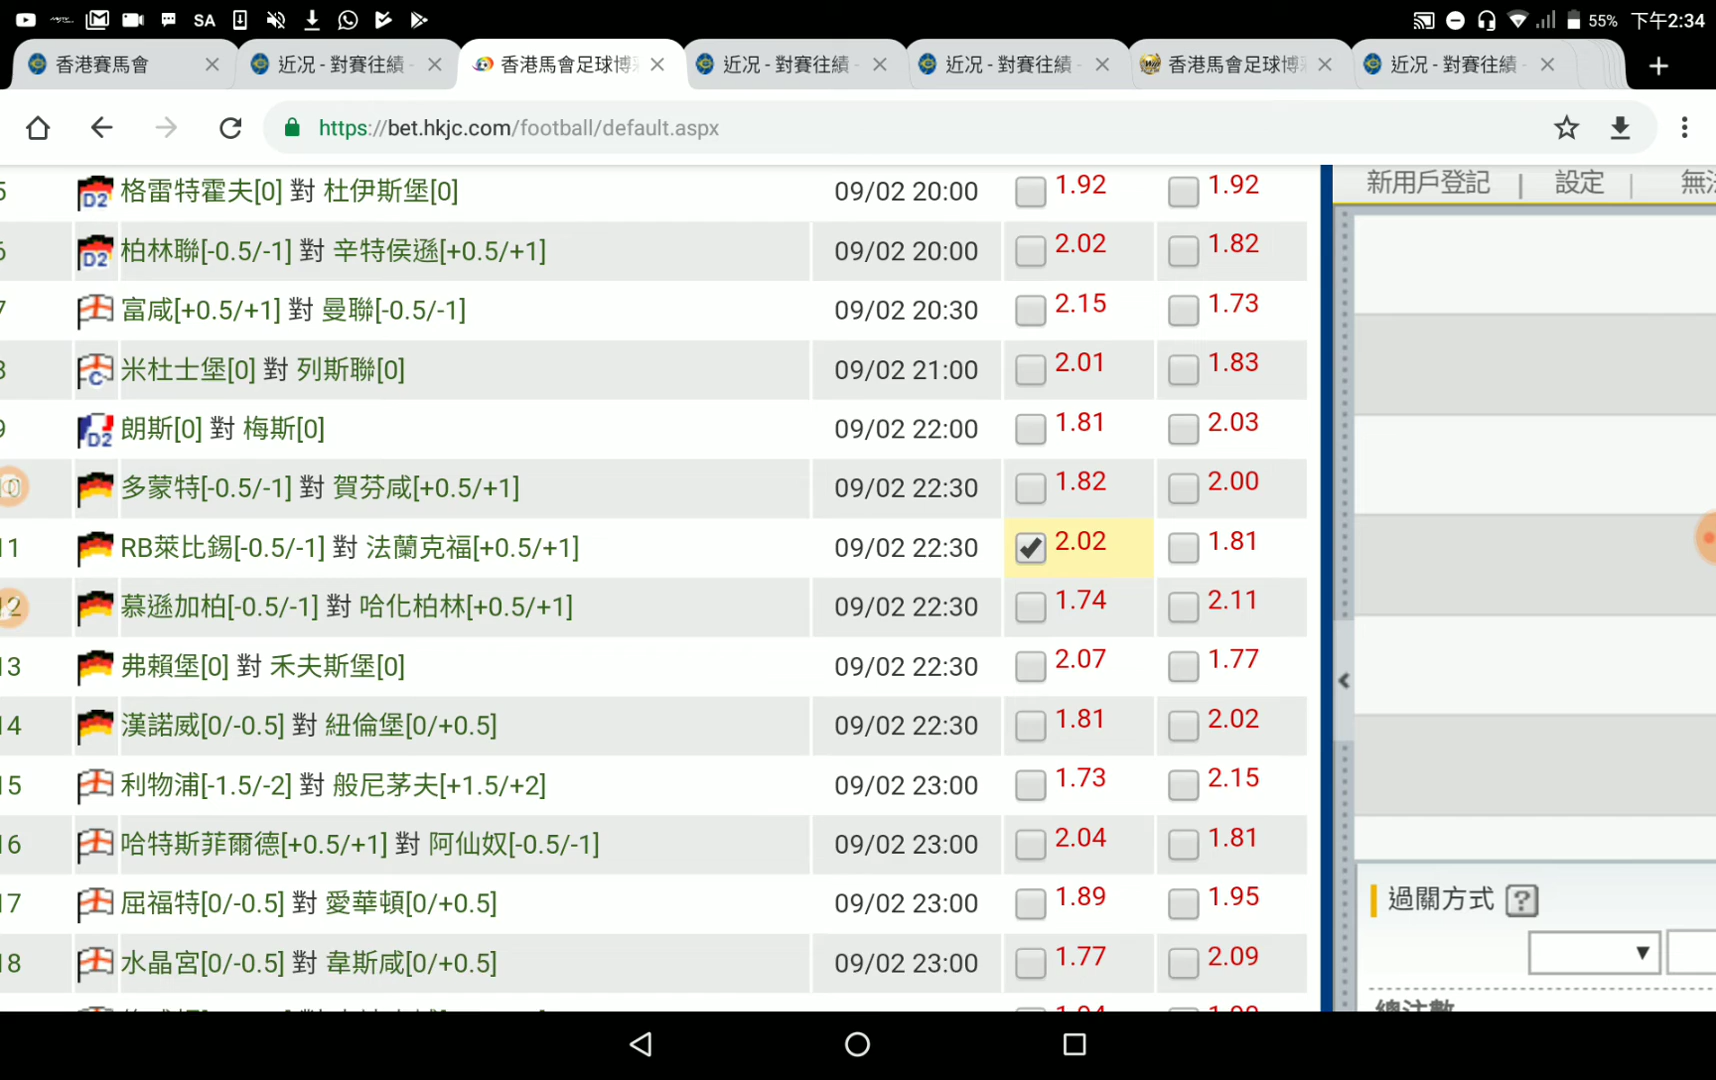 SA 55% 下午2:34
香港賽馬會 近況 - 對賽往績 - 香港馬會足球博彩 近況 - 對賽往績 - 近況 - 對賽往績 - 香港馬會足球博彩 近況 - 對賽往績 -
https://bet.hkjc.com/football/default.aspx
新用戶登記 | 設定 |
5 D2 格雷特霍夫[0] 對 杜伊斯堡[0] 09/02 20:00 1.92 1.92
6 D2 柏林聯[-0.5/-1] 對 辛特侯遜[+0.5/+1] 09/02 20:00 2.02 1.82
7 富咸[+0.5/+1] 對 曼聯[-0.5/-1] 09/02 20:30 2.15 1.73
8 C 米杜士堡[0] 對 列斯聯[0] 09/02 21:00 2.01 1.83
9 D2 朗斯[0] 對 梅斯[0] 09/02 22:00 1.81 2.03
10 多蒙特[-0.5/-1] 對 賀芬咸[+0.5/+1] 09/02 22:30 1.82 2.00
11 RB萊比錫[-0.5/-1] 對 法蘭克福[+0.5/+1] 09/02 22:30 2.02 1.81
12 慕遜加柏[-0.5/-1] 對 哈化柏林[+0.5/+1] 09/02 22:30 1.74 2.11
13 弗賴堡[0] 對 禾夫斯堡[0] 09/02 22:30 2.07 1.77
14 漢諾威[0/-0.5] 對 紐倫堡[0/+0.5] 09/02 22:30 1.81 2.02
15 利物浦[-1.5/-2] 對 般尼茅夫[+1.5/+2] 09/02 23:00 1.73 2.15
16 哈特斯菲爾德[+0.5/+1] 對 阿仙奴[-0.5/-1] 09/02 23:00 2.04 1.81
17 屈福特[0/-0.5] 對 愛華頓[0/+0.5] 09/02 23:00 1.89 1.95
18 水晶宮[0/-0.5] 對 韋斯咸[0/+0.5] 09/02 23:00 1.77 2.09
過關方式 ?
總注數